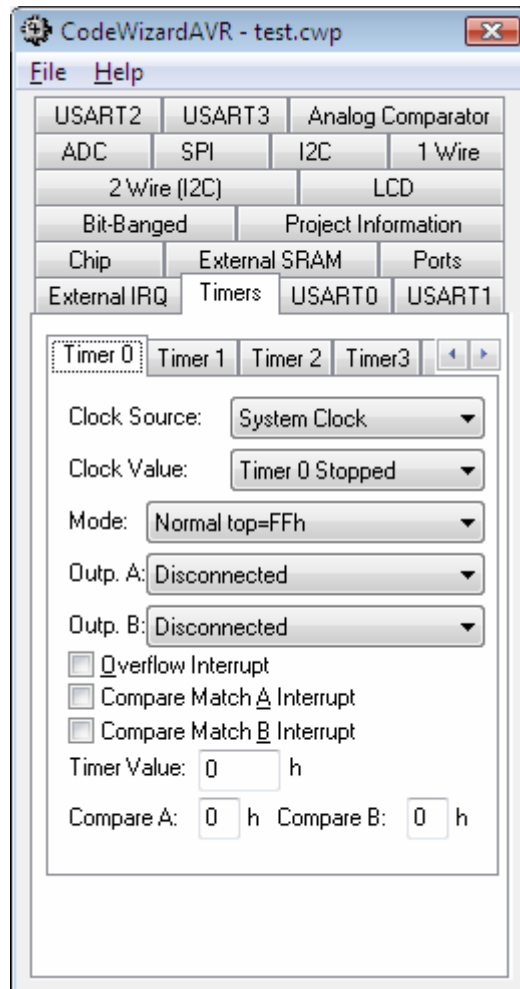 CodeWizardAVR - test.cwp
File Help
USART2 USART3 Analog Comparator
ADC SPI I2C 1 Wire
2 Wire (I2C) LCD
Bit-Banged Project Information
Chip External SRAM Ports
External IRQ Timers USART0 USART1
Timer 0 Timer 1 Timer 2 Timer3
Clock Source: System Clock
Clock Value: Timer 0 Stopped
Mode: Normal top=FFh
Outp. A: Disconnected
Outp. B: Disconnected
Overflow Interrupt
Compare Match A Interrupt
Compare Match B Interrupt
Timer Value: 0 h
Compare A: 0 h Compare B: 0 h